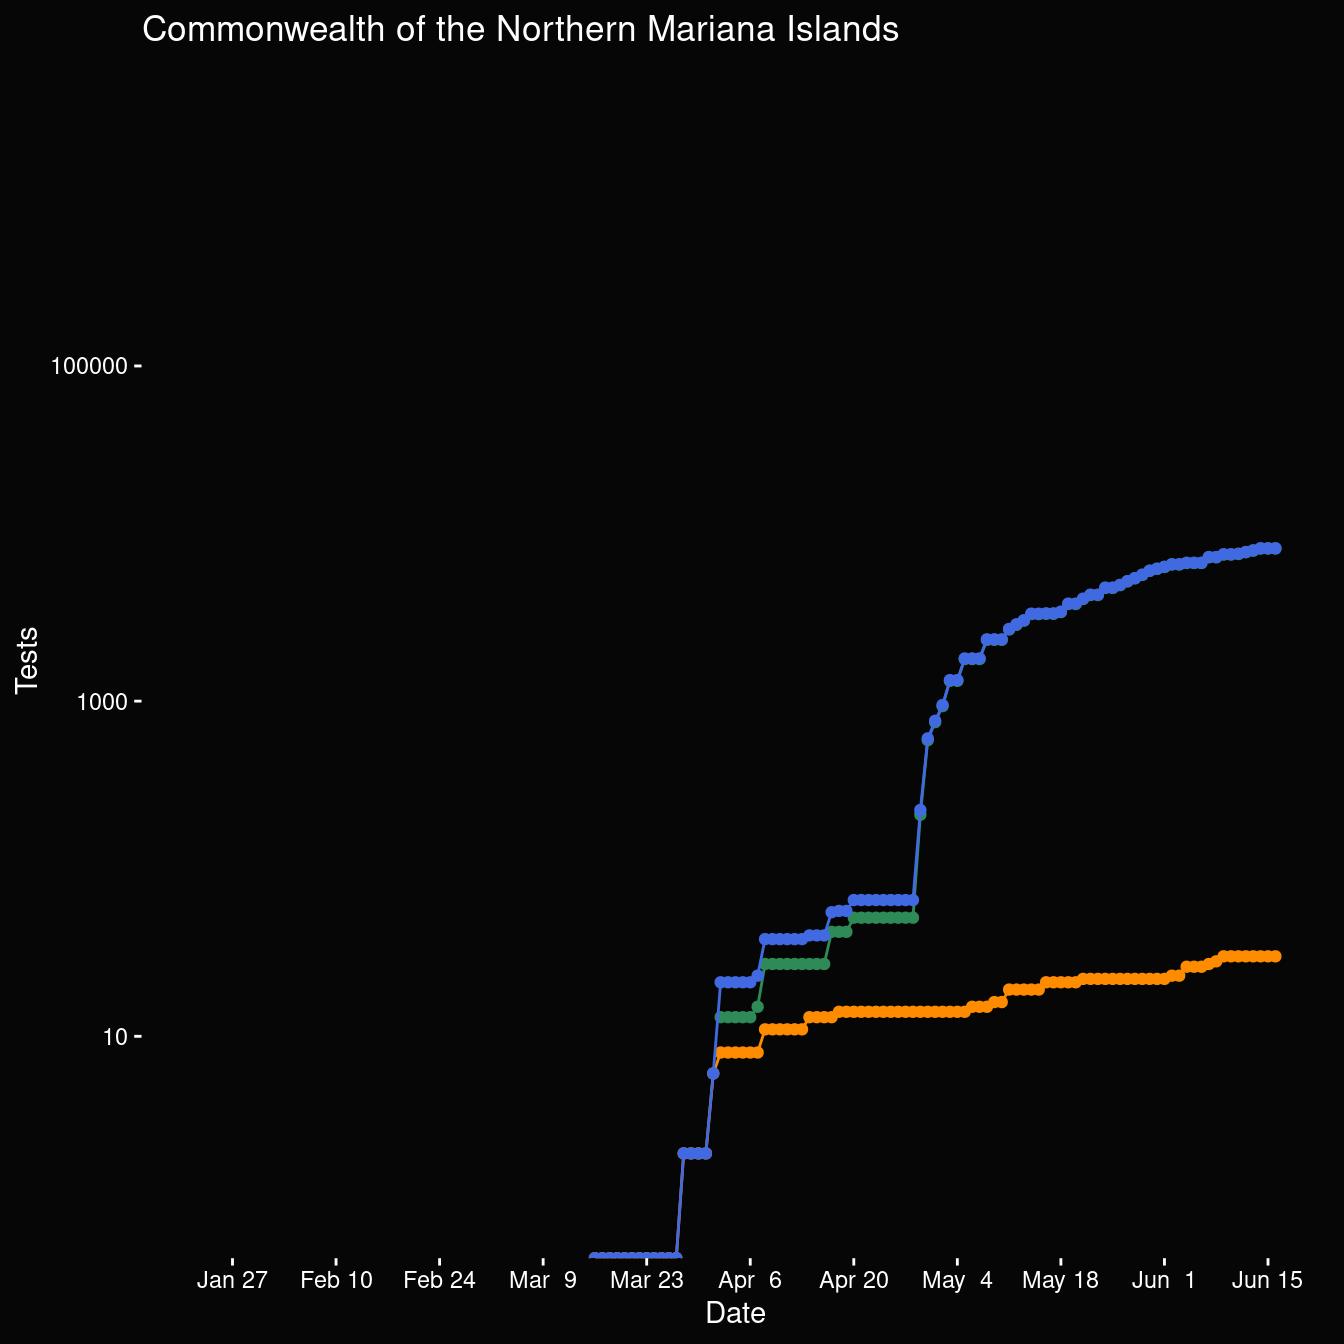 Commonwealth of the Northern Mariana Islands
100000
1000
10
Tests
Jan 27 Feb 10 Feb 24 Mar 9 Mar 23 Apr 6 Apr 20 May 4 May 18 Jun 1 Jun 15
Date